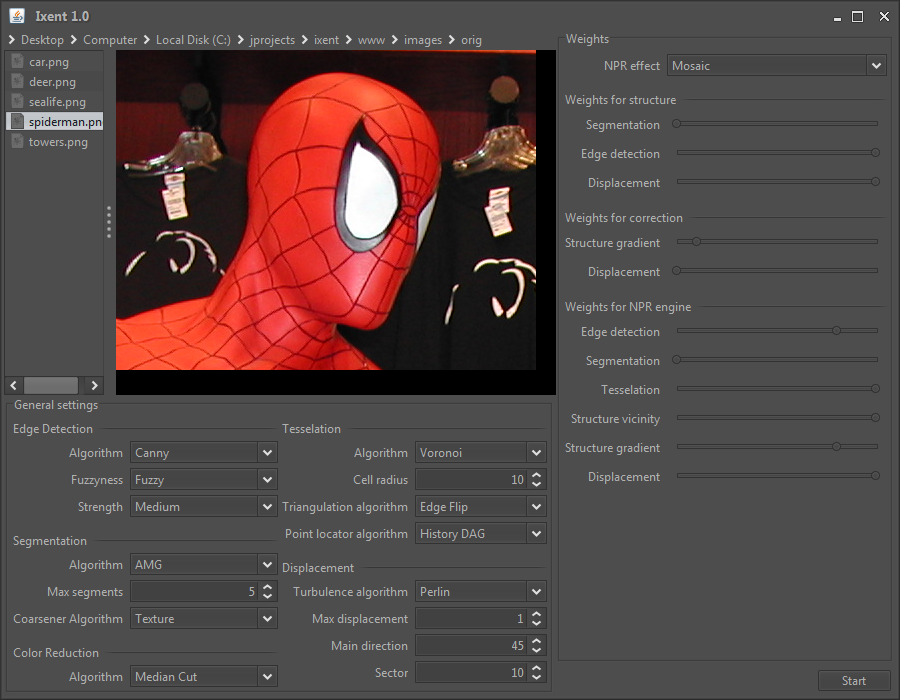 Ixent 1.0
Desktop Computer Local Disk (C:) jprojects ixent www images orig
car.png
deer.png
sealife.png
spiderman.pn
towers.png
Weights
NPR effect Mosaic
Weights for structure
Segmentation
Edge detection
Displacement
Weights for correction
Structure gradient
Displacement
Weights for NPR engine
Edge detection
Segmentation
Tesselation
Structure vicinity
Structure gradient
Displacement
General settings
Edge Detection
Algorithm Canny
Fuzzyness Fuzzy
Strength Medium
Segmentation
Algorithm AMG
Max segments 5
Coarsener Algorithm Texture
Color Reduction
Algorithm Median Cut
Tesselation
Algorithm Voronoi
Cell radius 10
Triangulation algorithm Edge Flip
Point locator algorithm History DAG
Displacement
Turbulence algorithm Perlin
Max displacement 1
Main direction 45
Sector 10
Start